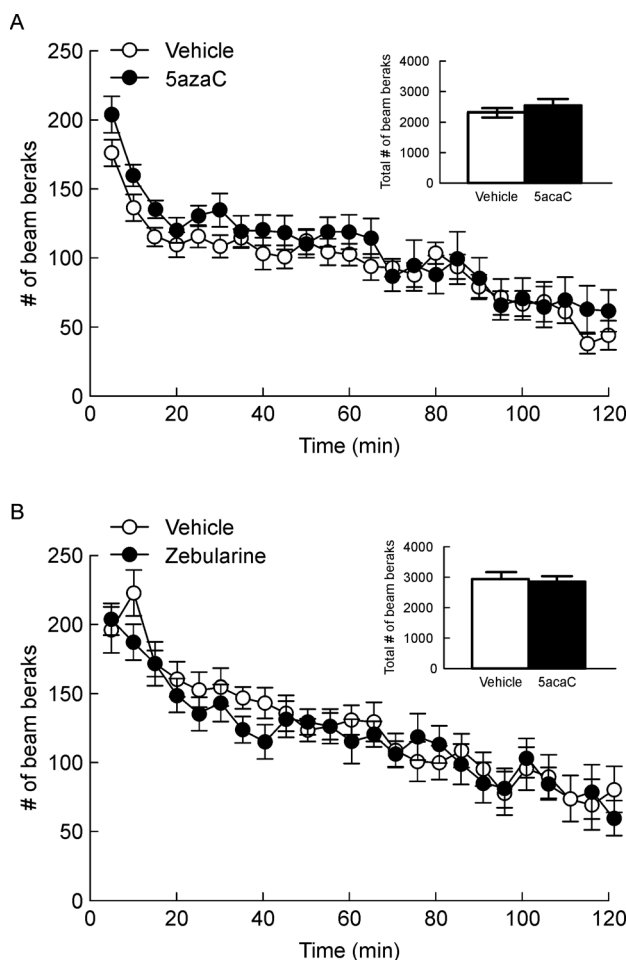 A
Vehicle
5azaC
# of beam beraks
250
200
150
100
50
0
0 20 40 60 80 100 120
Time (min)
Total # of beam beraks
4000
3000
2000
1000
0
Vehicle 5acaC
B
Vehicle
Zebularine
# of beam beraks
250
200
150
100
50
0
0 20 40 60 80 100 120
Time (min)
Total # of beam beraks
4000
3000
2000
1000
0
Vehicle 5acaC